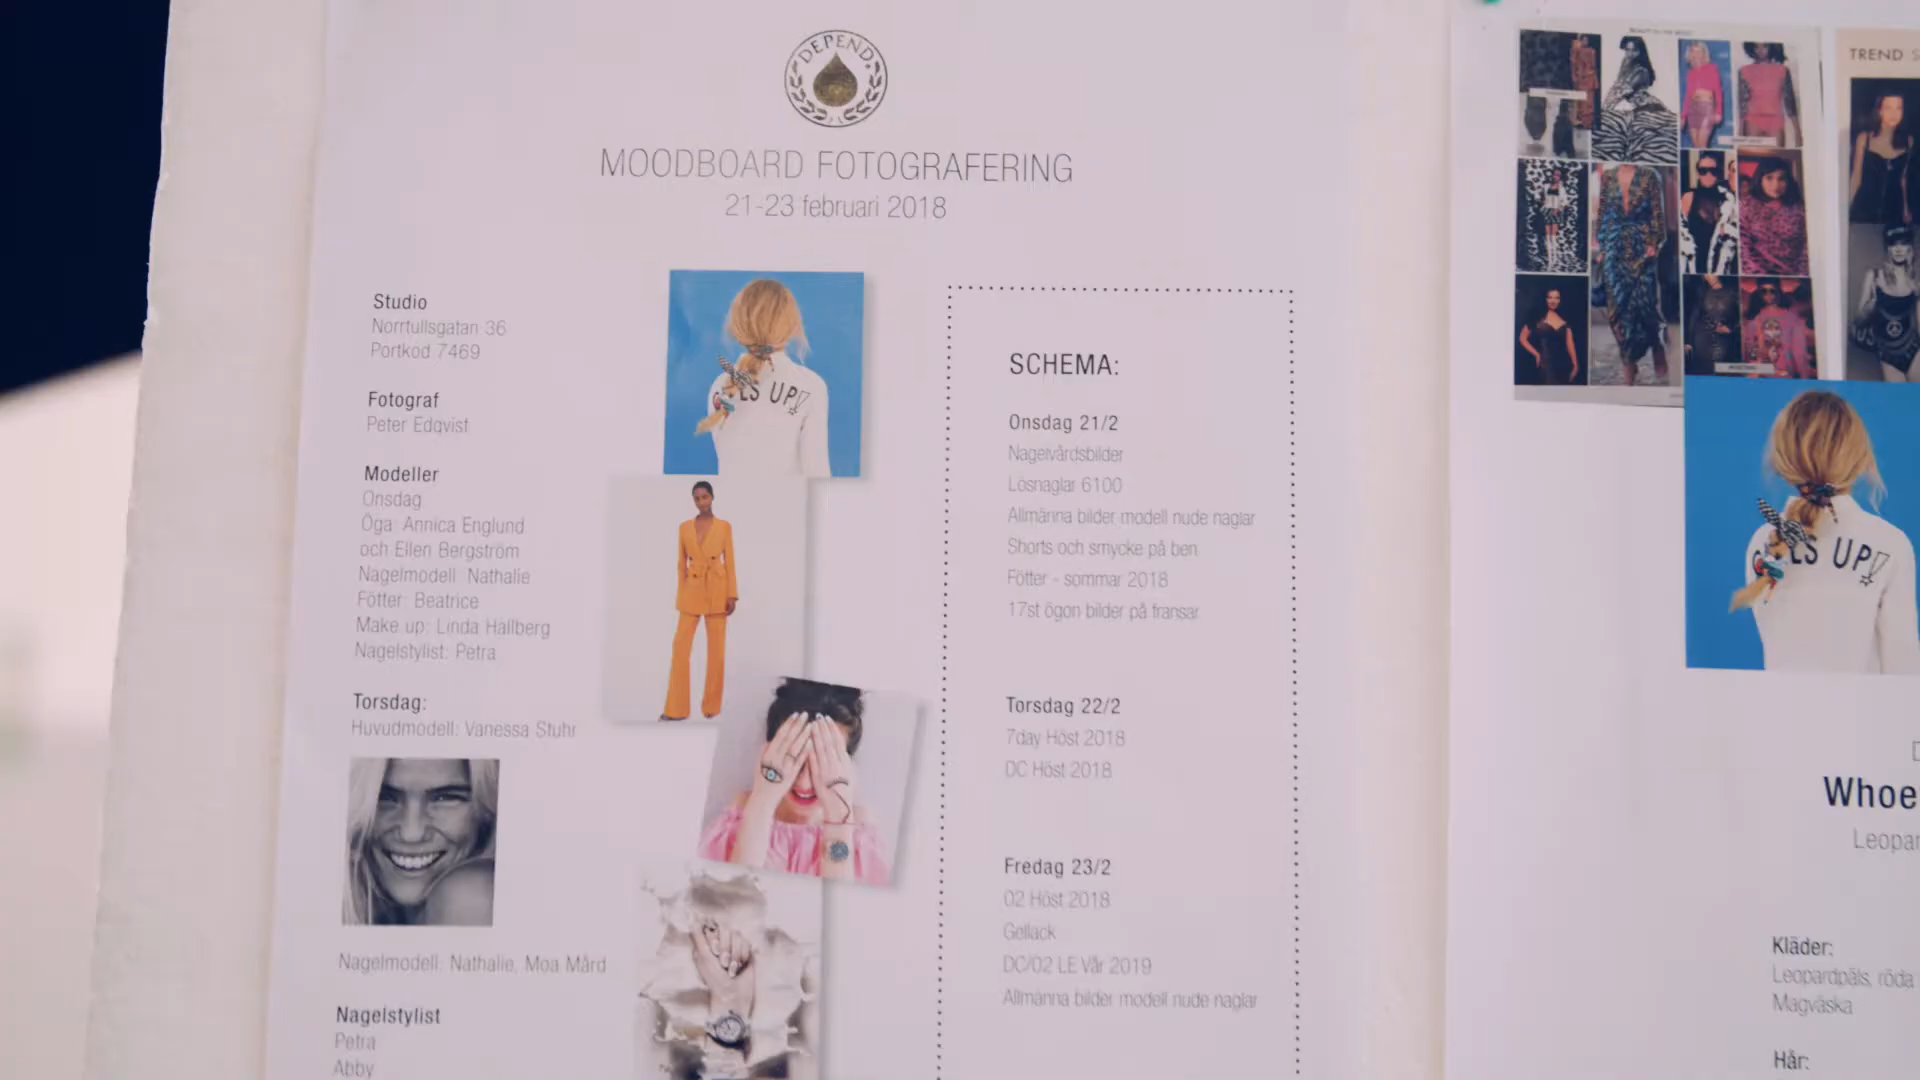 DEPEND
MOODBOARD FOTOGRAFERING
21-23 februari 2018
Studio
Norrtullsgatan 36
Portkod 7469
Fotograf
Peter Edqvist
Modeller
Onsdag
Öga: Annica Englund
och Ellen Bergström
Nagelmodell: Nathalie
Fötter: Beatrice
Make up: Linda Hallberg
Nagelstylist: Petra
Torsdag:
Huvudmodell: Vanessa Stuhr
Nagelmodell: Nathalie, Moa Mård
Nagelstylist
Petra
Abby
LS UP!
SCHEMA:
Onsdag 21/2
Nagelvårdsbilder
Lösnaglar 6100
Allmänna bilder modell nude naglar
Shorts och smycke på ben
Fötter - sommar 2018
17st ögon bilder på fransar
Torsdag 22/2
7day Höst 2018
DC Höst 2018
Fredag 23/2
02 Höst 2018
Gellack
DC/02 LE Vår 2019
Allmänna bilder modell nude naglar
TREND
LS UP!
Whoe
Leopar
Kläder:
Leopardpäls, röda
Magväska
Hår: